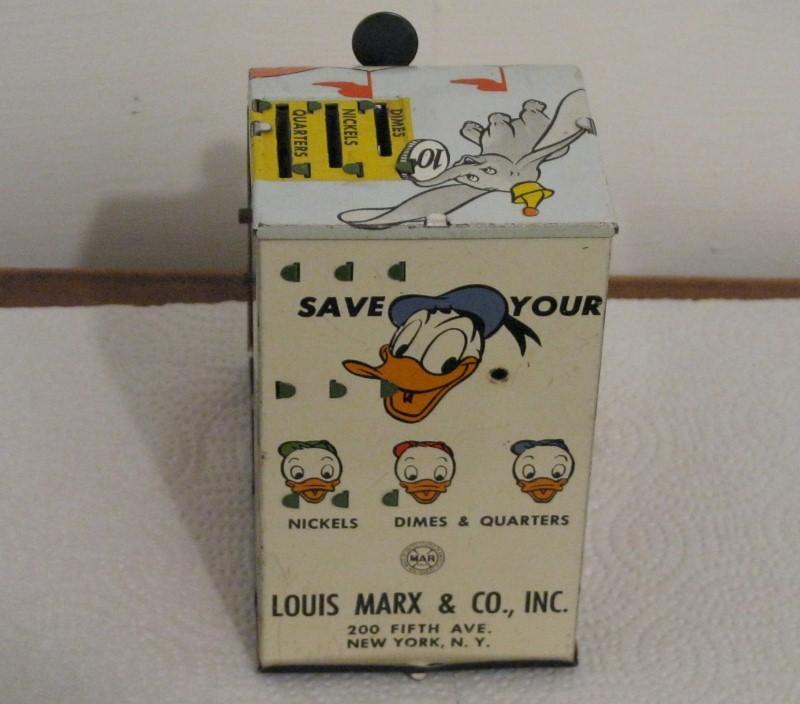 QUARTERS
NICKELS
DIMES
10
SAVE YOUR
NICKELS DIMES & QUARTERS
MAR
LOUIS MARX & CO., INC.
200 FIFTH AVE.
NEW YORK, N. Y.